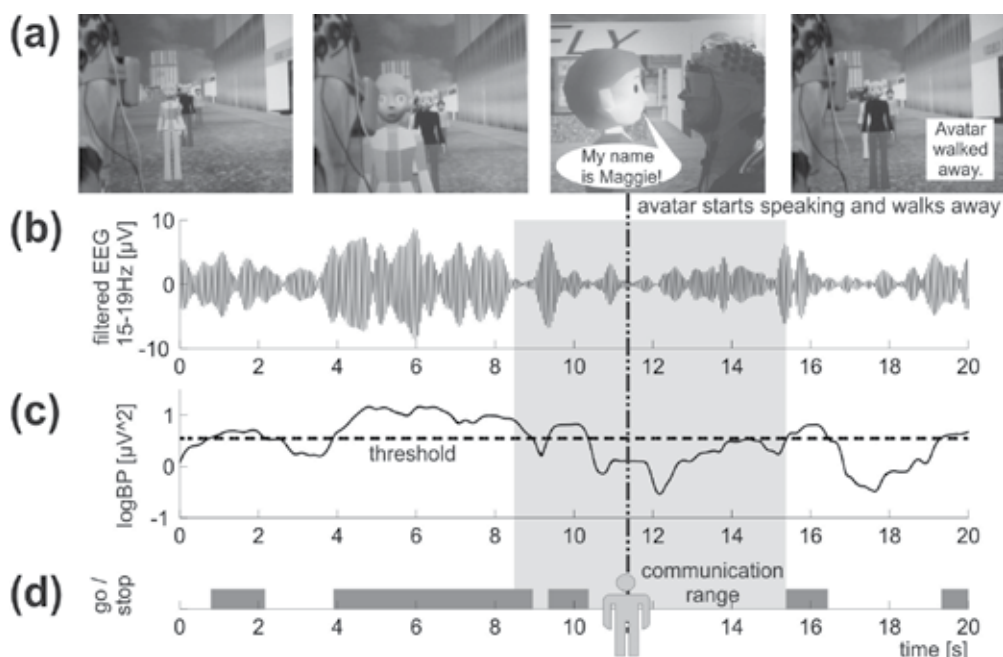 (a)
FLY
My name
is Maggie!
Avatar
walked
away.
avatar starts speaking and walks away
(b)
filtered EEG
15-19Hz [µV]
10
0
-10
0 2 4 6 8 10 12 14 16 18 20
(c)
logBP [µV^2]
1
0
-1
threshold
0 2 4 6 8 10 12 14 16 18 20
(d)
go /
stop
communication
range
0 2 4 6 8 10 12 14 16 18 20
time [s]